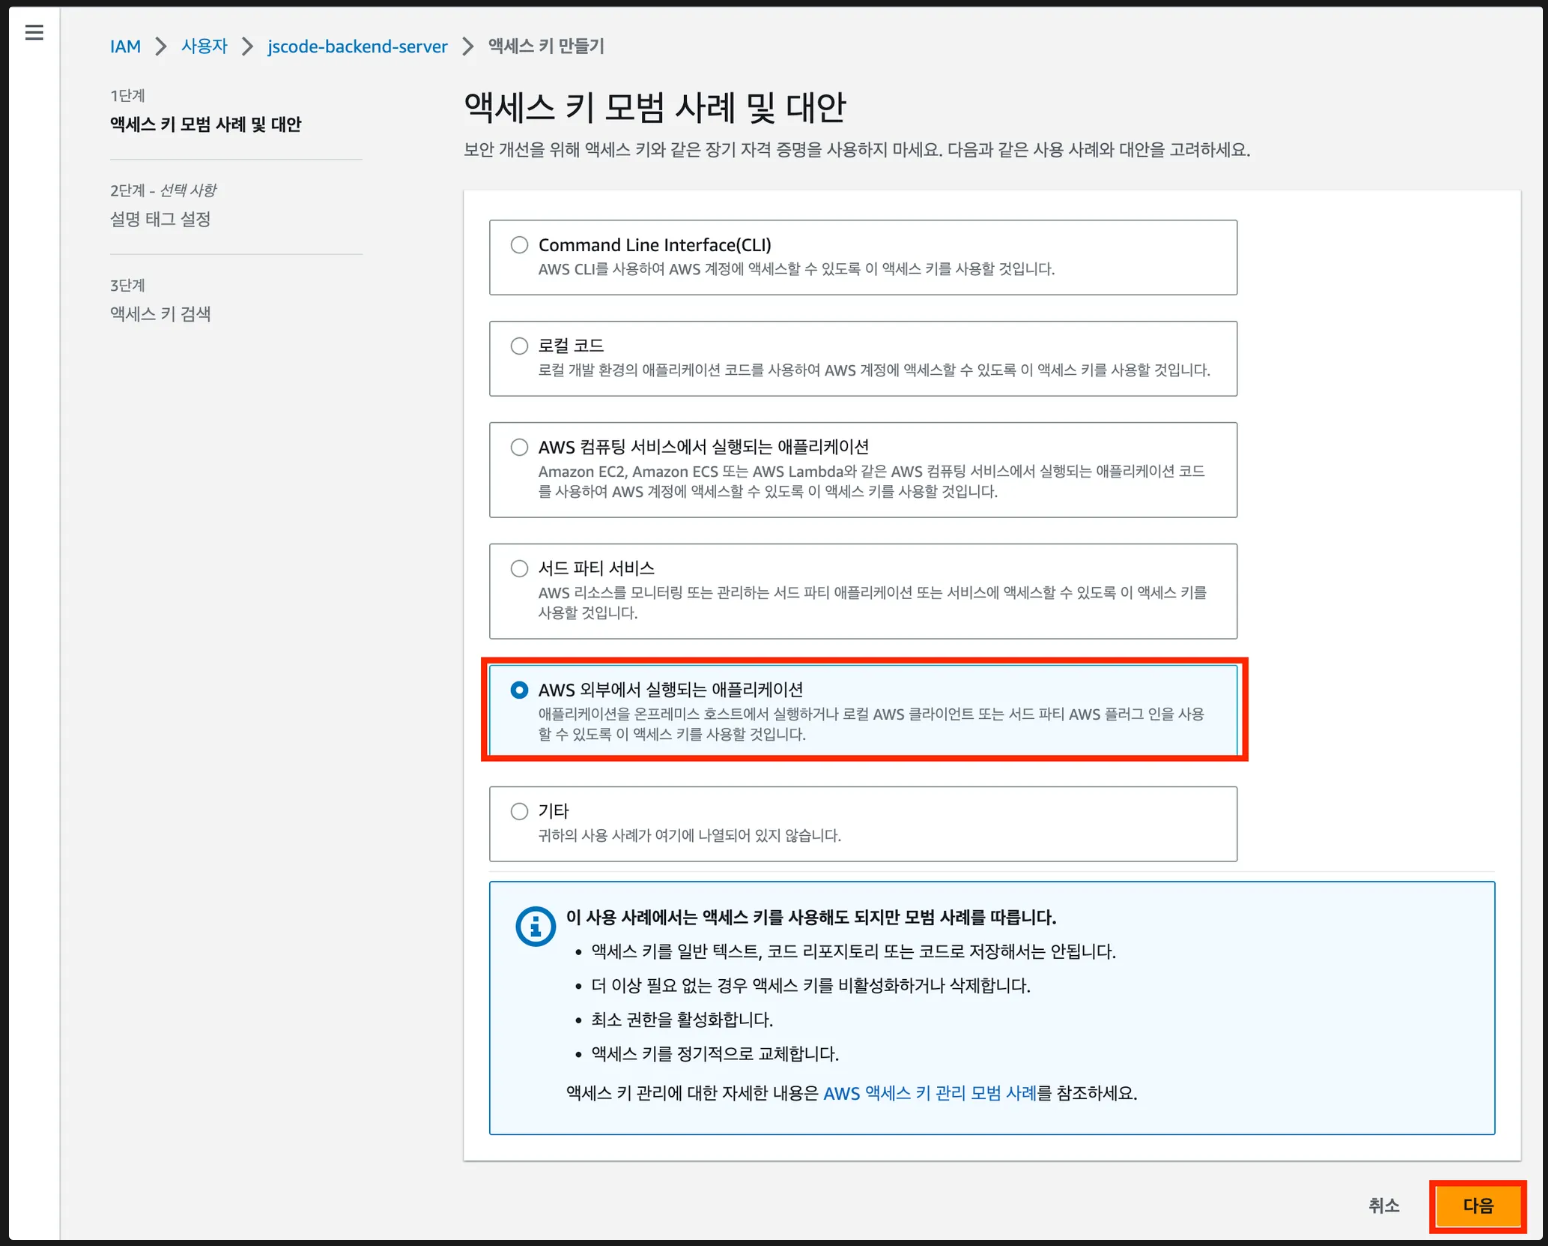 IAM > 사용자 > jscode-backend-server > 액세스 키 만들기
1단계
액세스 키 모범 사례 및 대안
2단계 - 선택 사항
설명 태그 설정
3단계
액세스 키 검색
액세스 키 모범 사례 및 대안
보안 개선을 위해 액세스 키와 같은 장기 자격 증명을 사용하지 마세요. 다음과 같은 사용 사례와 대안을 고려하세요.
Command Line Interface(CLI)
AWS CLI를 사용하여 AWS 계정에 액세스할 수 있도록 이 액세스 키를 사용할 것입니다.
로컬 코드
로컬 개발 환경의 애플리케이션 코드를 사용하여 AWS 계정에 액세스할 수 있도록 이 액세스 키를 사용할 것입니다.
AWS 컴퓨팅 서비스에서 실행되는 애플리케이션
Amazon EC2, Amazon ECS 또는 AWS Lambda와 같은 AWS 컴퓨팅 서비스에서 실행되는 애플리케이션 코드
를 사용하여 AWS 계정에 액세스할 수 있도록 이 액세스 키를 사용할 것입니다.
서드 파티 서비스
AWS 리소스를 모니터링 또는 관리하는 서드 파티 애플리케이션 또는 서비스에 액세스할 수 있도록 이 액세스 키를
사용할 것입니다.
AWS 외부에서 실행되는 애플리케이션
애플리케이션을 온프레미스 호스트에서 실행하거나 로컬 AWS 클라이언트 또는 서드 파티 AWS 플러그 인을 사용
할 수 있도록 이 액세스 키를 사용할 것입니다.
기타
귀하의 사용 사례가 여기에 나열되어 있지 않습니다.
이 사용 사례에서는 액세스 키를 사용해도 되지만 모범 사례를 따릅니다.
• 액세스 키를 일반 텍스트, 코드 리포지토리 또는 코드로 저장해서는 안됩니다.
• 더 이상 필요 없는 경우 액세스 키를 비활성화하거나 삭제합니다.
• 최소 권한을 활성화합니다.
• 액세스 키를 정기적으로 교체합니다.
액세스 키 관리에 대한 자세한 내용은 AWS 액세스 키 관리 모범 사례를 참조하세요.
취소
다음